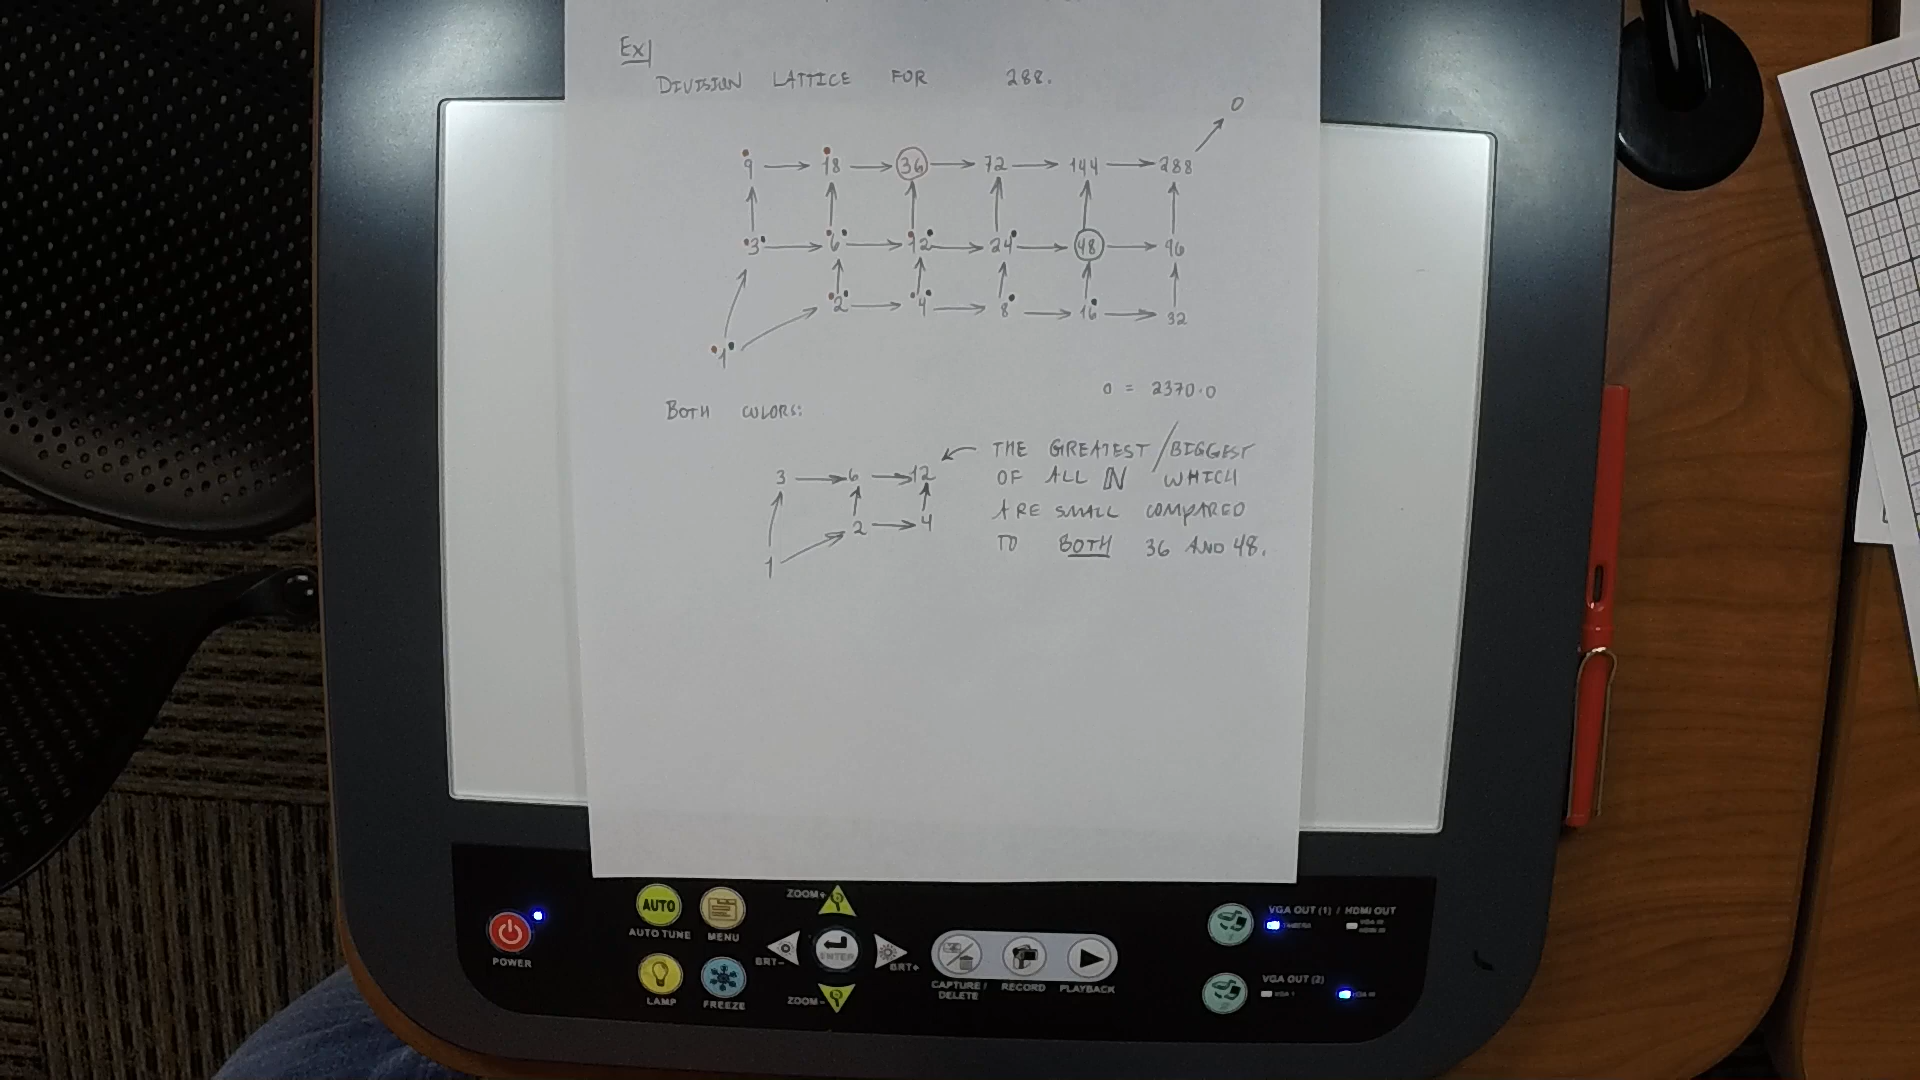 Ex|
DIVISION LATTICE FOR 288.
0
9 → 18 → 36 → 72 → 144 → 288
3 → 6 → 12 → 24 → 48 → 96
2 → 4 → 8 → 16 → 32
1
0 = 2370·0
BOTH COLORS:
3 → 6 → 12
2 → 4
1
THE GREATEST/BIGGEST
OF ALL ℕ WHICH
ARE SMALL COMPARED
TO BOTH 36 AND 48.
POWER
AUTO
AUTO TUNE
MENU
LAMP
FREEZE
ZOOM+
BRT-
ENTER
BRT+
ZOOM-
CAPTURE /
DELETE
RECORD
PLAYBACK
VGA OUT (1) / HDMI OUT
VGA OUT (2)